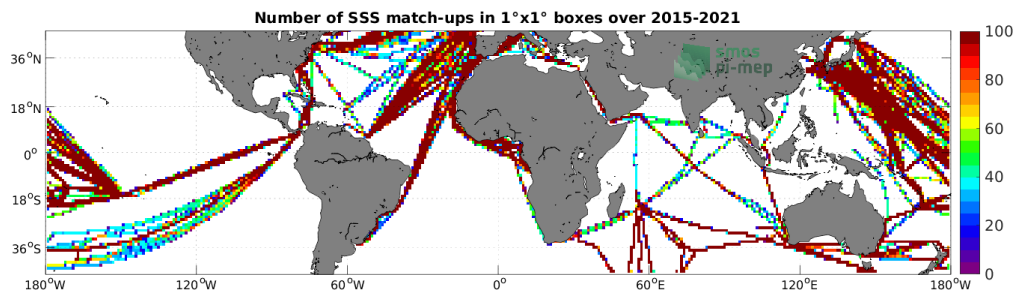 Number of SSS match-ups in 1°x1° boxes over 2015-2021
36°N
18°N
0°
18°S
36°S
180°W
120°W
60°W
0°
60°E
120°E
180°W
smos
pi-mep
100
80
60
40
20
0